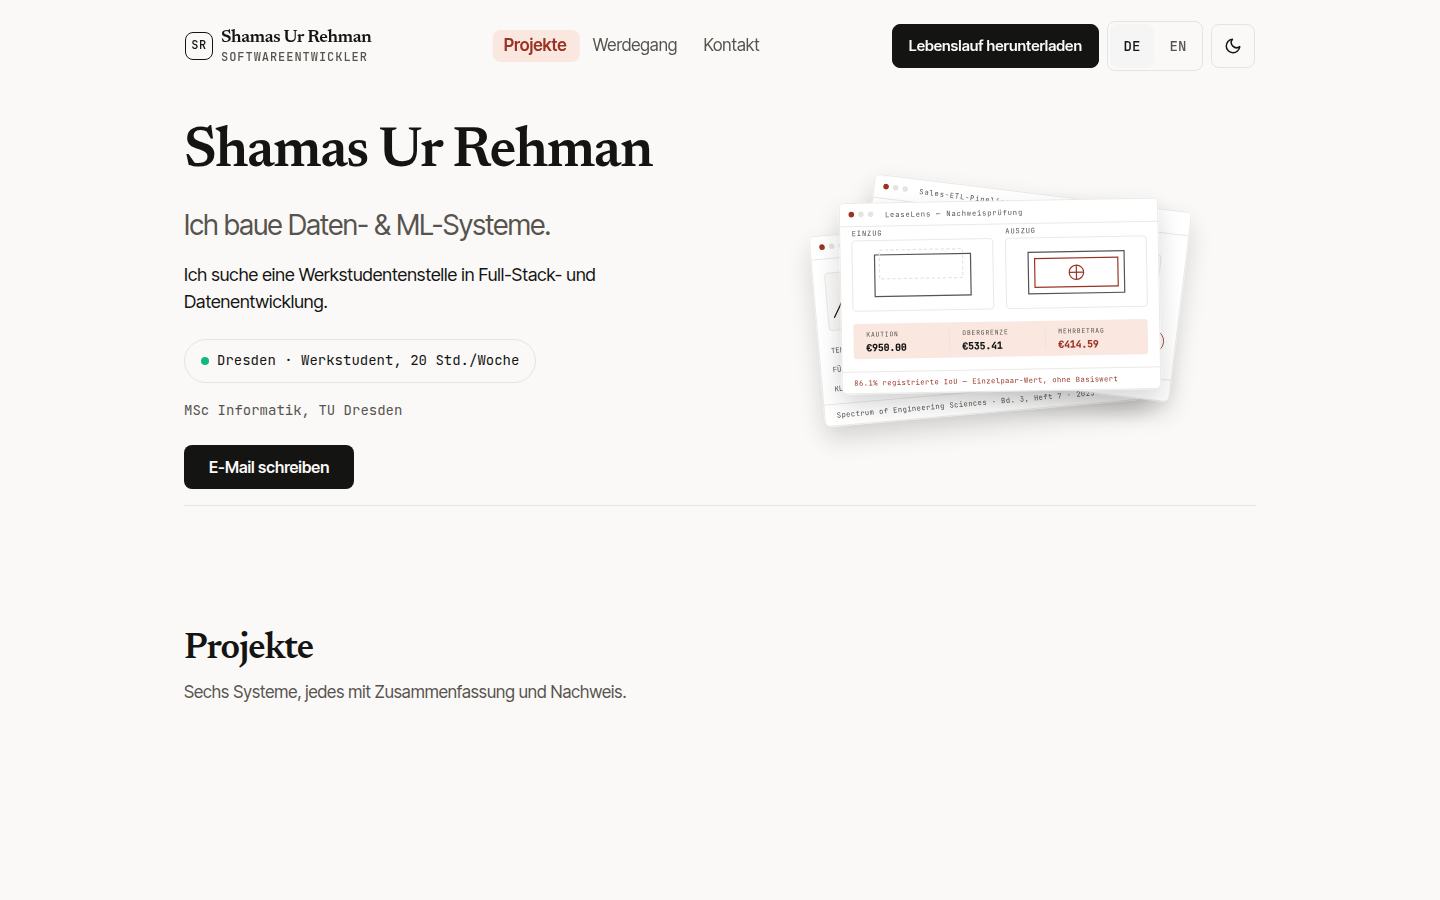 SR
Shamas Ur Rehman
SOFTWAREENTWICKLER
Projekte
Werdegang
Kontakt
Lebenslauf herunterladen
DE
EN
Shamas Ur Rehman
Ich baue Daten- & ML-Systeme.
Ich suche eine Werkstudentenstelle in Full-Stack- und
Datenentwicklung.
Dresden · Werkstudent, 20 Std./Woche
MSc Informatik, TU Dresden
E-Mail schreiben
LeaseLens — Nachweisprüfung
EINZUG
AUSZUG
KAUTION
OBERGRENZE
MEHRBETRAG
€950.00
€535.41
€414.59
86.1% registrierte IoU — Einzelpaar-Wert, ohne Basiswert
Spectrum of Engineering Sciences · Bd. 3, Heft 7 · 2025
Projekte
Sechs Systeme, jedes mit Zusammenfassung und Nachweis.